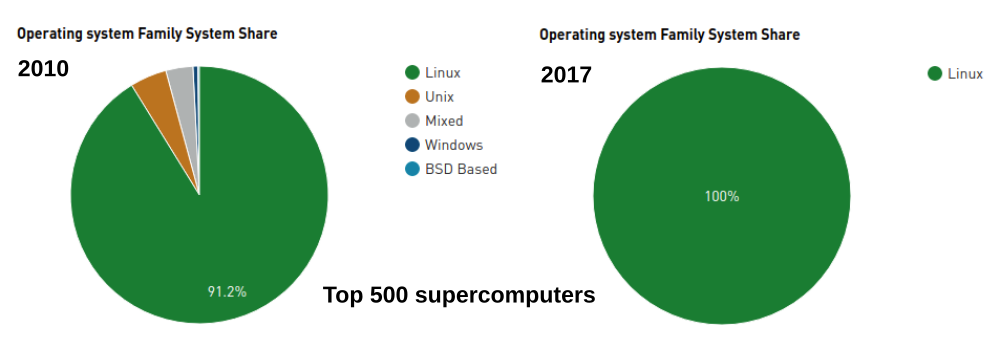 Operating system Family System Share
2010
Linux
Unix
Mixed
Windows
BSD Based
91.2%
Operating system Family System Share
2017
Linux
100%
Top 500 supercomputers